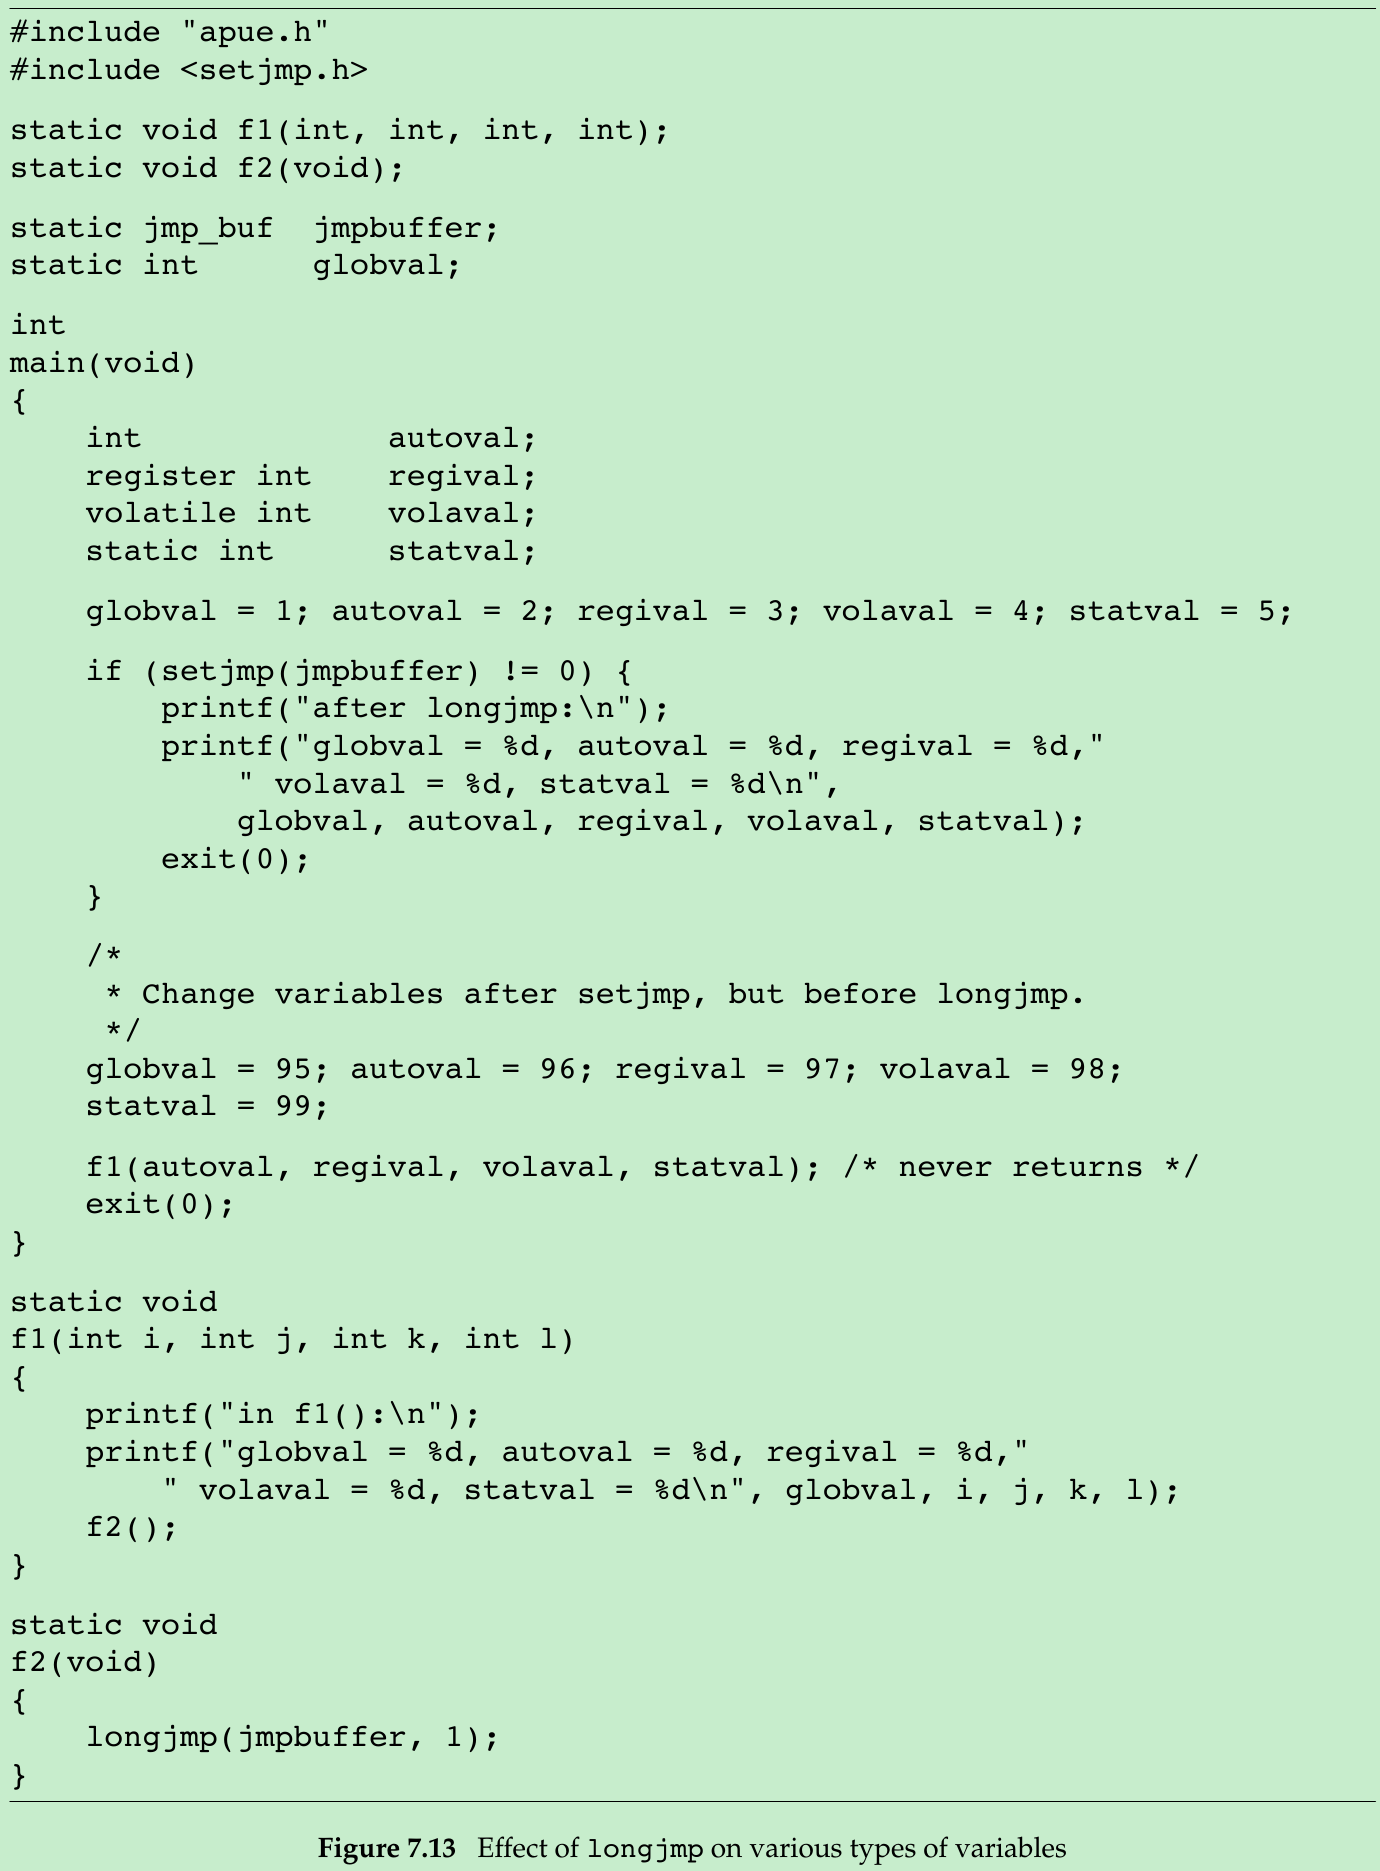 #include "apue.h"
#include <setjmp.h>

static void f1(int, int, int, int);
static void f2(void);

static jmp_buf  jmpbuffer;
static int      globval;

int
main(void)
{
    int             autoval;
    register int    regival;
    volatile int    volaval;
    static int      statval;

    globval = 1; autoval = 2; regival = 3; volaval = 4; statval = 5;

    if (setjmp(jmpbuffer) != 0) {
        printf("after longjmp:\n");
        printf("globval = %d, autoval = %d, regival = %d,"
            " volaval = %d, statval = %d\n",
            globval, autoval, regival, volaval, statval);
        exit(0);
    }

    /*
     * Change variables after setjmp, but before longjmp.
     */
    globval = 95; autoval = 96; regival = 97; volaval = 98;
    statval = 99;

    f1(autoval, regival, volaval, statval); /* never returns */
    exit(0);
}

static void
f1(int i, int j, int k, int l)
{
    printf("in f1():\n");
    printf("globval = %d, autoval = %d, regival = %d,"
        " volaval = %d, statval = %d\n", globval, i, j, k, l);
    f2();
}

static void
f2(void)
{
    longjmp(jmpbuffer, 1);
}

Figure 7.13 Effect of longjmp on various types of variables